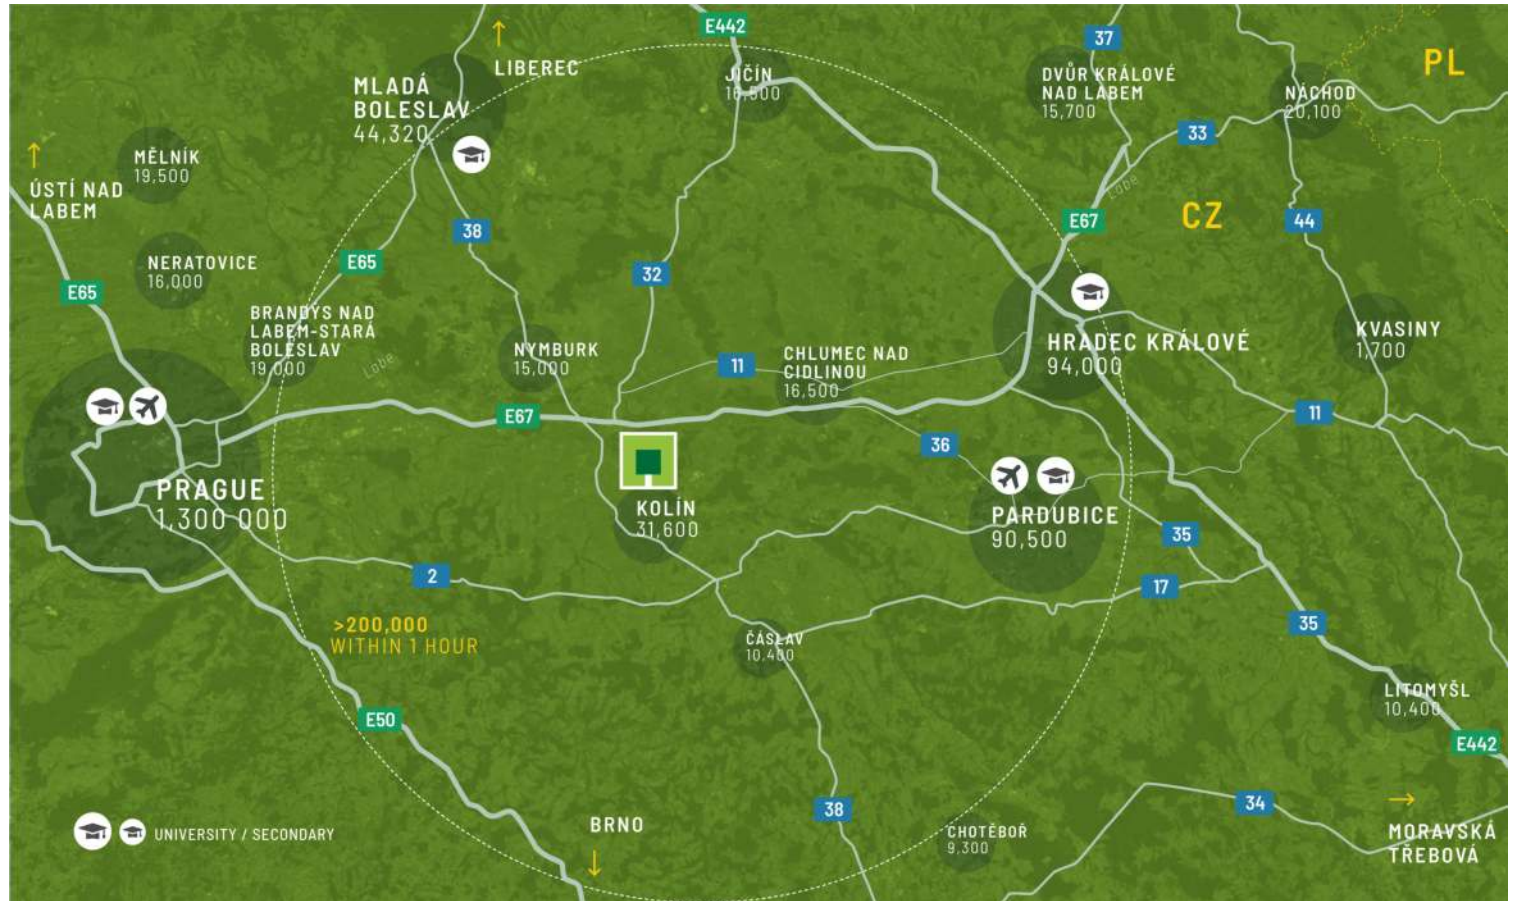 E442
37
LIBEREC
PL
MLADÁ
BOLESLAV
44,320
JIČÍN
16,500
DVŮR KRÁLOVÉ
NAD LABEM
15,700
NÁCHOD
20,100
33
MĚLNÍK
19,500
ÚSTÍ NAD
LABEM
Labe
CZ
E67
44
38
E65
32
NERATOVICE
16,000
E65
BRANDÝS NAD
LABEM-STARÁ
BOLESLAV
19,000
Labe
NYMBURK
15,000
11
CHLUMEC NAD
CIDLINOU
16,500
HRADEC KRÁLOVÉ
94,000
KVASINY
1,700
E67
11
36
PRAGUE
1,300 000
KOLÍN
31,600
PARDUBICE
90,500
35
2
17
>200,000
WITHIN 1 HOUR
ČÁSLAV
10,400
35
LITOMYŠL
10,400
E50
E442
38
34
BRNO
UNIVERSITY / SECONDARY
CHOTĚBOŘ
9,300
MORAVSKÁ
TŘEBOVÁ